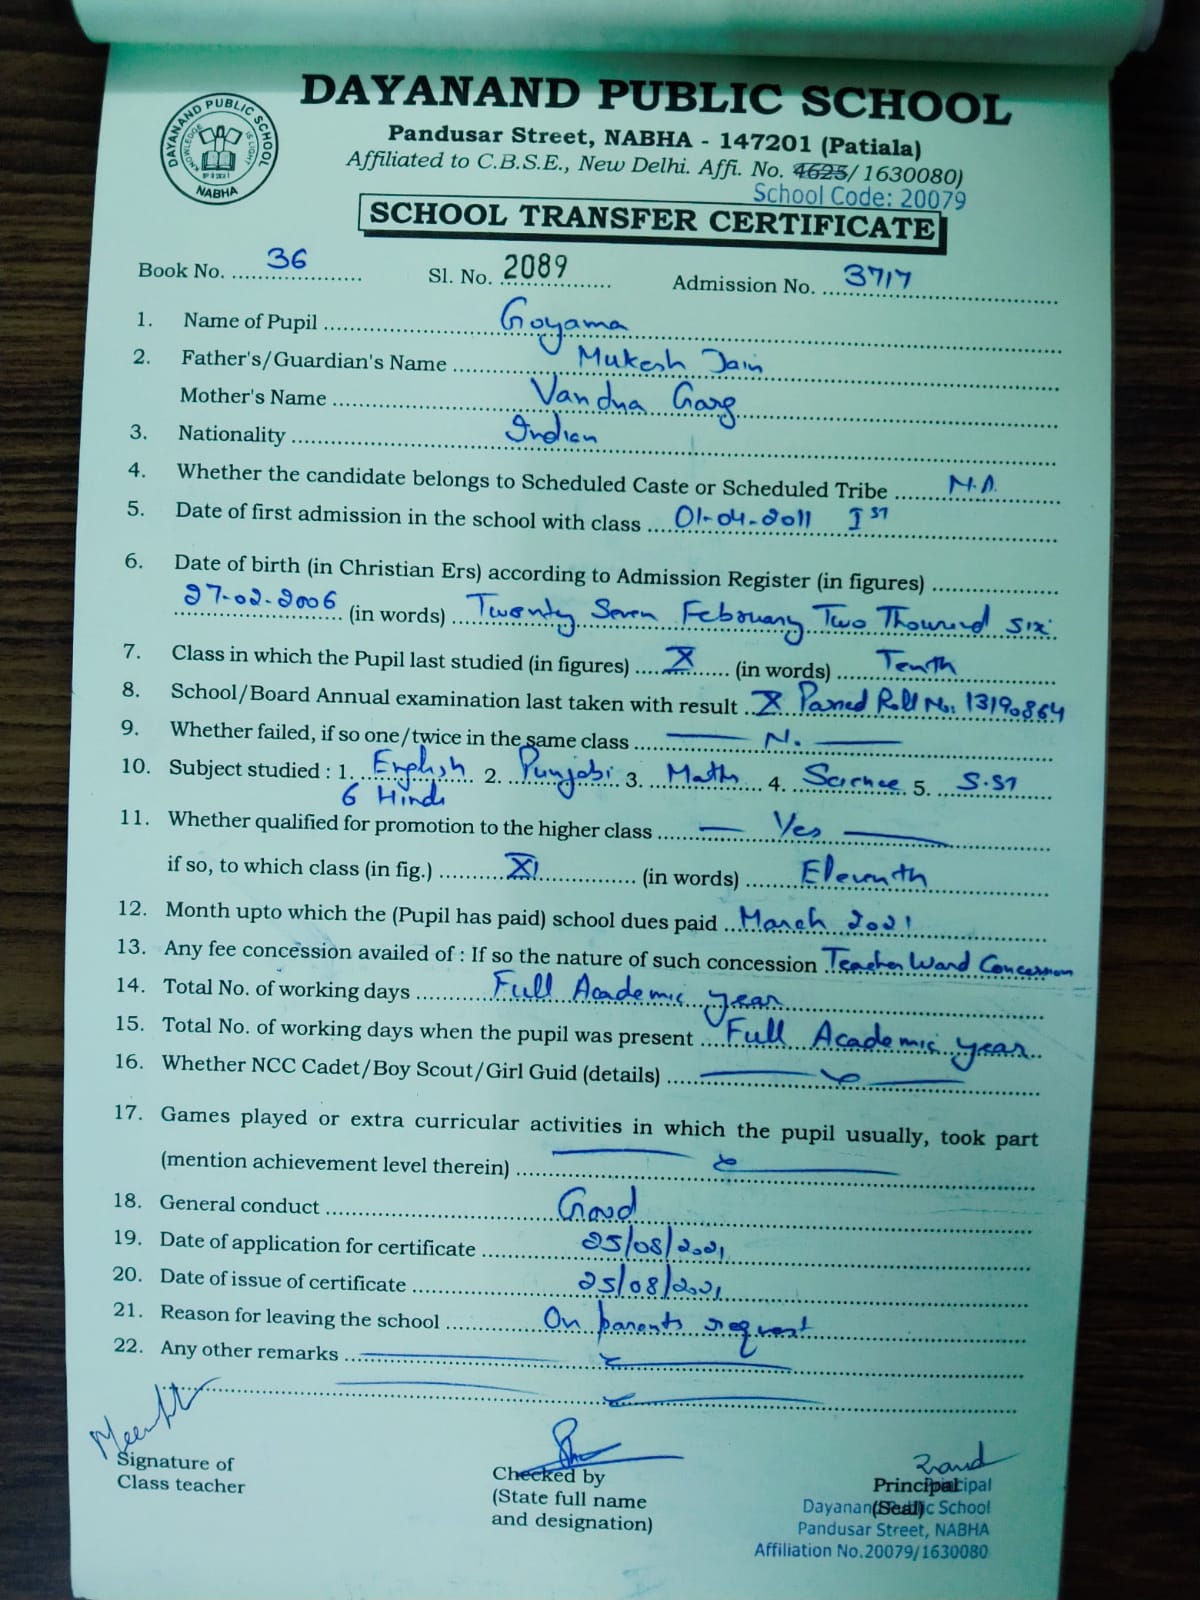 DAYANAND PUBLIC SCHOOL
DAYANAND PUBLIC SCHOOL
KNOWLEDGE IS LIGHT
NABHA
Pandusar Street, NABHA - 147201 (Patiala)
Affiliated to C.B.S.E., New Delhi. Affi. No. 4625/1630080)
School Code: 20079
SCHOOL TRANSFER CERTIFICATE
Book No. 36 Sl. No. 2089 Admission No. 3717
1. Name of Pupil Goyama
2. Father's/Guardian's Name Mukesh Jain
Mother's Name Vandna Garg
3. Nationality Indian
4. Whether the candidate belongs to Scheduled Caste or Scheduled Tribe N.A.
5. Date of first admission in the school with class 01-04-2011 Ist
6. Date of birth (in Christian Ers) according to Admission Register (in figures)
27-02-2006 (in words) Twenty Seven February Two Thousand Six
7. Class in which the Pupil last studied (in figures) X (in words) Tenth
8. School/Board Annual examination last taken with result X Passed Roll No: 13190864
9. Whether failed, if so one/twice in the same class — N. —
10. Subject studied : 1. English 2. Punjabi 3. Math 4. Science 5. S.St
6 Hindi
11. Whether qualified for promotion to the higher class — Yes —
if so, to which class (in fig.) XI (in words) Eleventh
12. Month upto which the (Pupil has paid) school dues paid March 2021
13. Any fee concession availed of : If so the nature of such concession Teacher Ward Concession
14. Total No. of working days Full Academic year
15. Total No. of working days when the pupil was present Full Academic year
16. Whether NCC Cadet/Boy Scout/Girl Guid (details)
17. Games played or extra curricular activities in which the pupil usually, took part
(mention achievement level therein)
18. General conduct Good
19. Date of application for certificate 25/08/2021
20. Date of issue of certificate 25/08/2021
21. Reason for leaving the school On parents request
22. Any other remarks
Signature of
Class teacher
Checked by
(State full name
and designation)
Principal
(Seal)
Principal
Dayanand Public School
Pandusar Street, NABHA
Affiliation No.20079/1630080